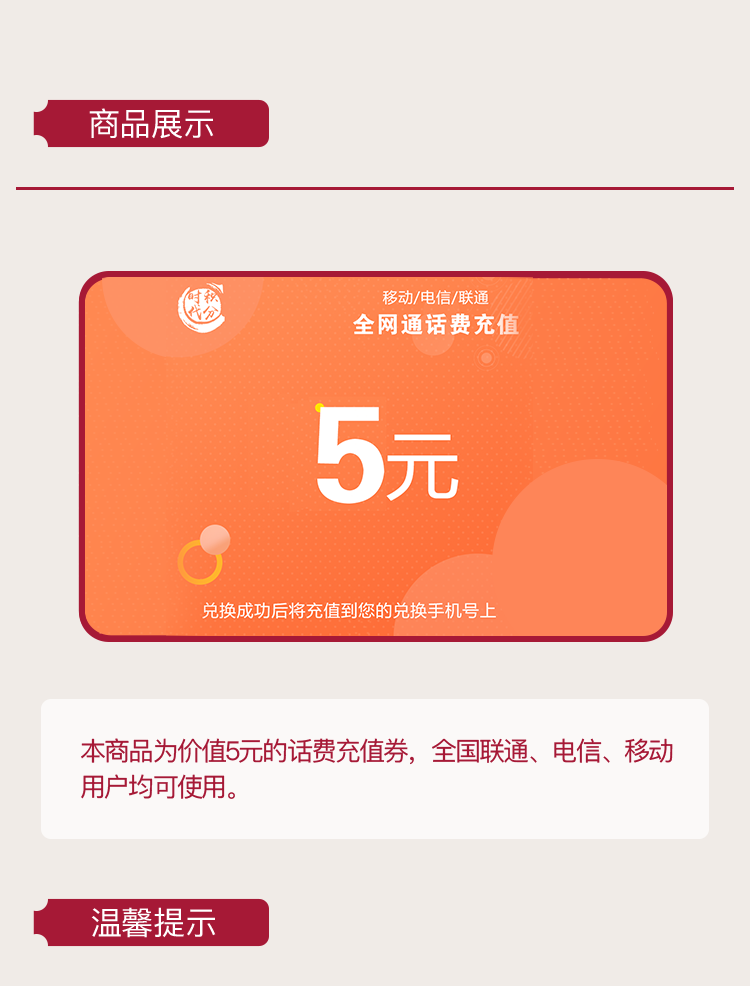 商品展示
时积
代分
移动/电信/联通
全网通话费充值
5元
兑换成功后将充值到您的兑换手机号上
本商品为价值5元的话费充值券，全国联通、电信、移动
用户均可使用。
温馨提示